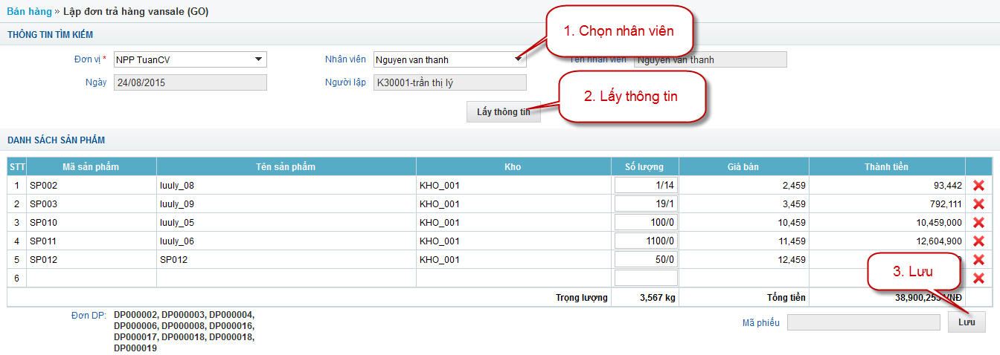 Bán hàng » Lập đơn trả hàng vansale (GO)
THÔNG TIN TÌM KIẾM
1. Chọn nhân viên
Đơn vị * NPP TuanCV Nhân viên Nguyen van thanh Tên nhân viên Nguyen van thanh
Ngày 24/08/2015 Người lập K30001-trần thị lý
2. Lấy thông tin
Lấy thông tin
DANH SÁCH SẢN PHẨM
STT Mã sản phẩm Tên sản phẩm Kho Số lượng Giá bán Thành tiền
1 SP002 luuly_08 KHO_001 1/14 2,459 93,442
2 SP003 luuly_09 KHO_001 19/1 3,459 792,111
3 SP010 luuly_05 KHO_001 100/0 10,459 10,459,000
4 SP011 luuly_06 KHO_001 1100/0 11,459 12,604,900
5 SP012 SP012 KHO_001 50/0 12,459
6
3. Lưu
Trọng lượng 3,567 kg Tổng tiền 38,900,253 VNĐ
Đơn DP: DP000002, DP000003, DP000004,
DP000006, DP000008, DP000016,
DP000017, DP000018, DP000018,
DP000019
Mã phiếu Lưu